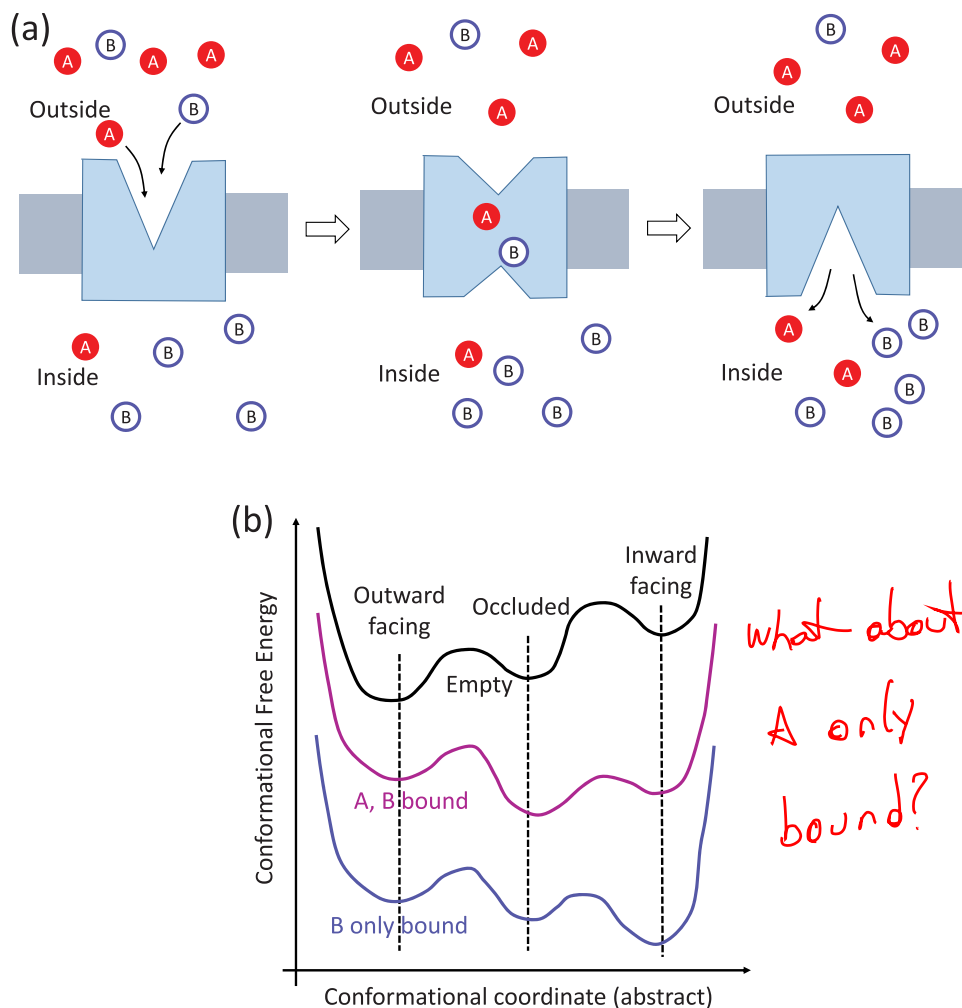 (a)
B
A A A
Outside
B
A
A
Inside
B
B
B
B
B
A
Outside
A
A
B
A
Inside
B
B
B
B
B
A
A
Outside
A
A
B
B
Inside
A
B
B
B
(b)
Conformational Free Energy
Outward
facing
Occluded
Inward
facing
Empty
A, B bound
B only bound
Conformational coordinate (abstract)
what about
A only
bound?